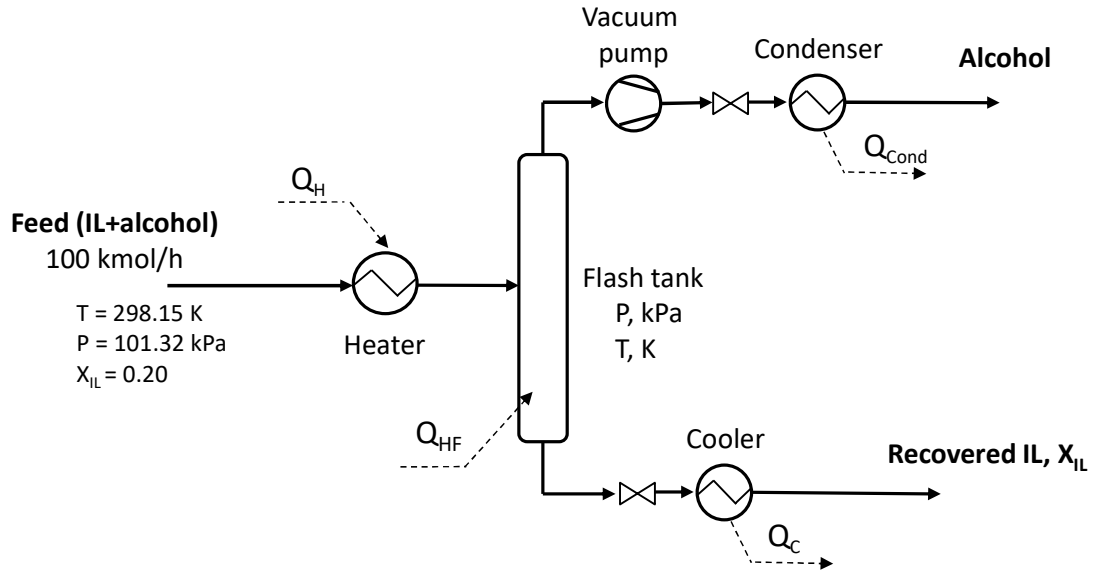 Vacuum
pump
Condenser
Alcohol
Q_Cond
Q_H
Feed (IL+alcohol)
100 kmol/h
T = 298.15 K
P = 101.32 kPa
X_IL = 0.20
Heater
Flash tank
P, kPa
T, K
Q_HF
Cooler
Recovered IL, X_IL
Q_C